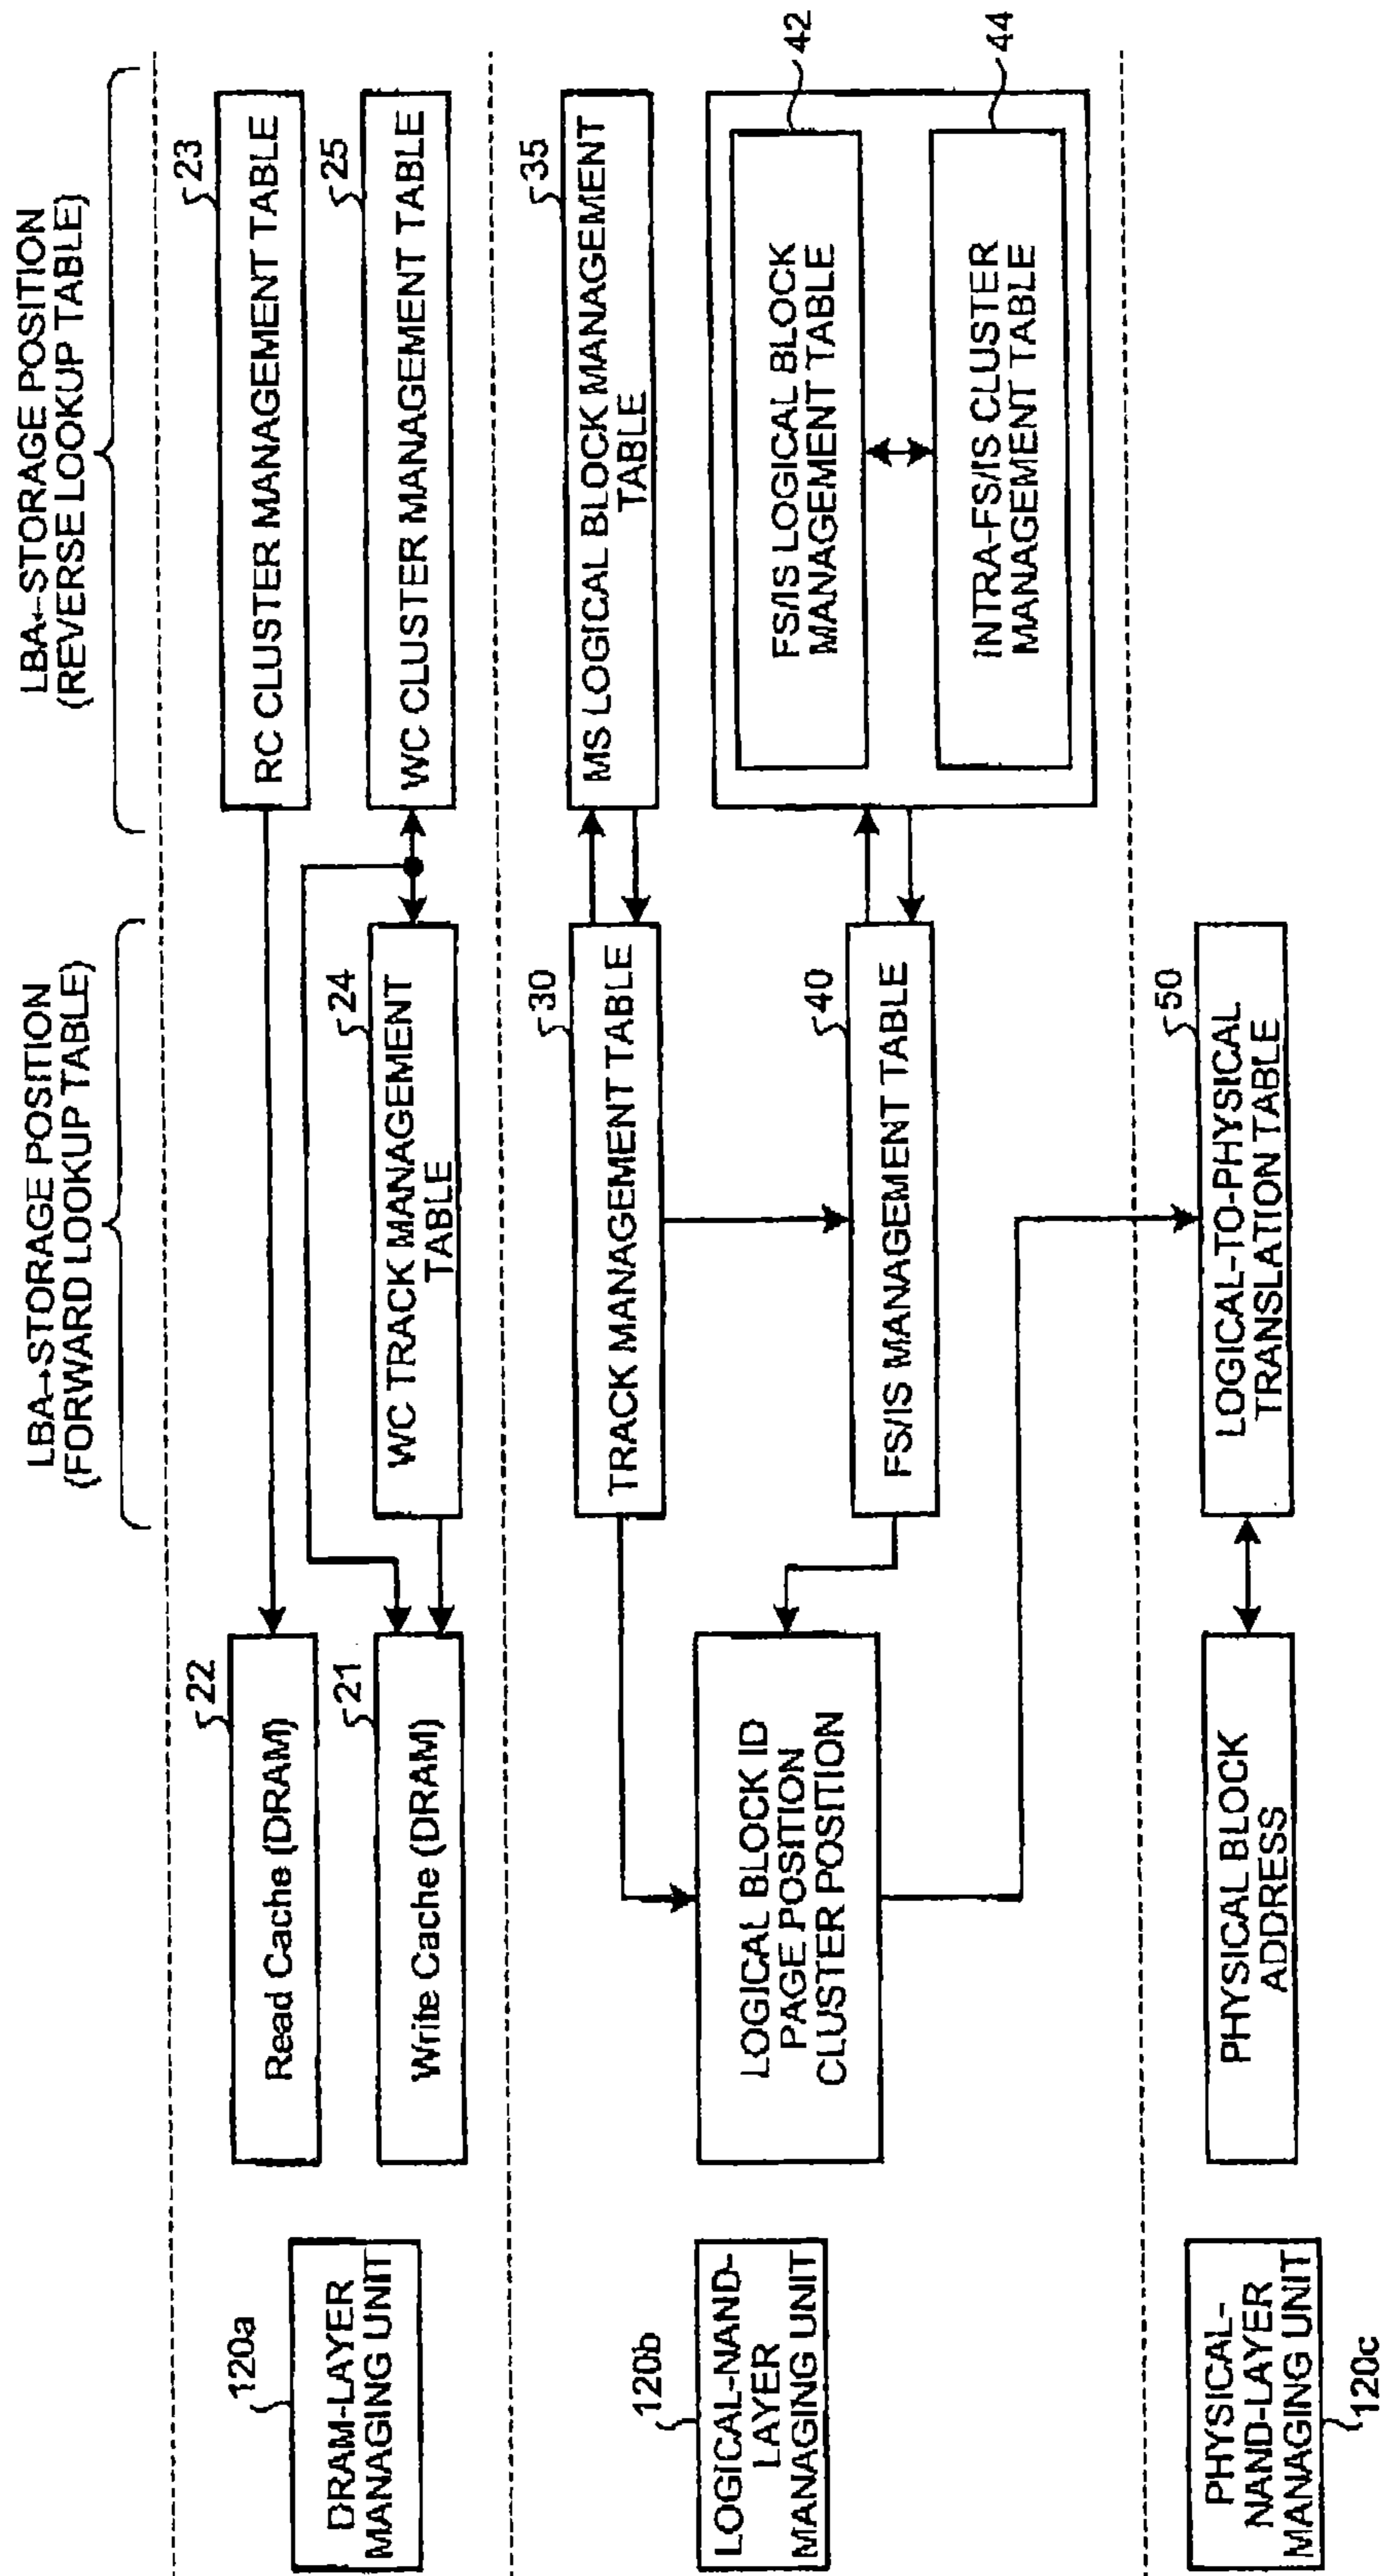 LBA→STORAGE POSITION
(FORWARD LOOKUP TABLE)
LBA←STORAGE POSITION
(REVERSE LOOKUP TABLE)
120a
DRAM-LAYER
MANAGING UNIT
22
Read Cache (DRAM)
21
Write Cache (DRAM)
24
WC TRACK MANAGEMENT
TABLE
23
RC CLUSTER MANAGEMENT TABLE
25
WC CLUSTER MANAGEMENT TABLE
120b
LOGICAL-NAND-
LAYER
MANAGING UNIT
LOGICAL BLOCK ID
PAGE POSITION
CLUSTER POSITION
30
TRACK MANAGEMENT TABLE
40
FS/IS MANAGEMENT TABLE
35
MS LOGICAL BLOCK MANAGEMENT
TABLE
FS/IS LOGICAL BLOCK
MANAGEMENT TABLE
42
INTRA-FS/IS CLUSTER
MANAGEMENT TABLE
44
PHYSICAL-
NAND-LAYER
MANAGING UNIT
120c
PHYSICAL BLOCK
ADDRESS
50
LOGICAL-TO-PHYSICAL
TRANSLATION TABLE